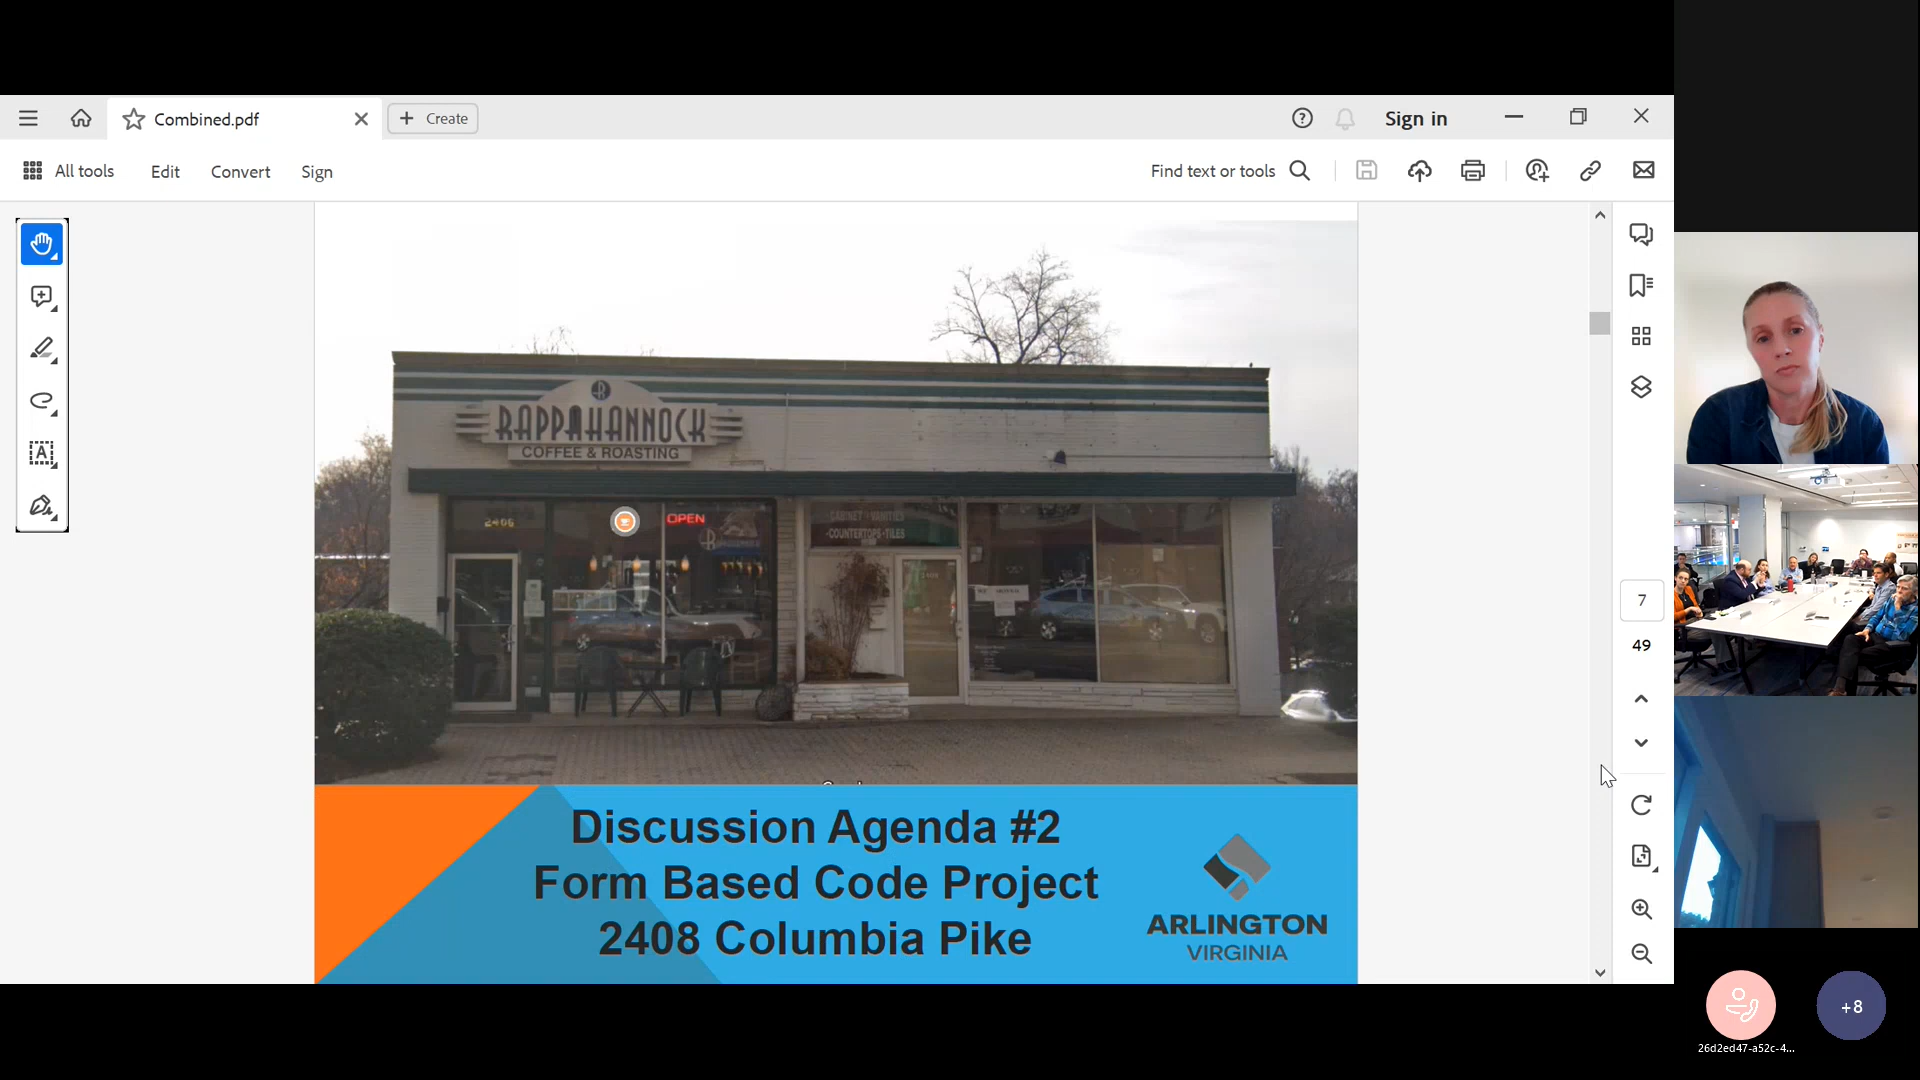 Combined.pdf
Create
Sign in
All tools
Edit
Convert
Sign
Find text or tools
R
RAPPAHANNOCK
COFFEE & ROASTING
2406
OPEN
CABINET VANITIES
COUNTERTOPS TILES
7
49
Discussion Agenda #2
Form Based Code Project
2408 Columbia Pike
ARLINGTON
VIRGINIA
+8
26d2ed47-a52c-4...